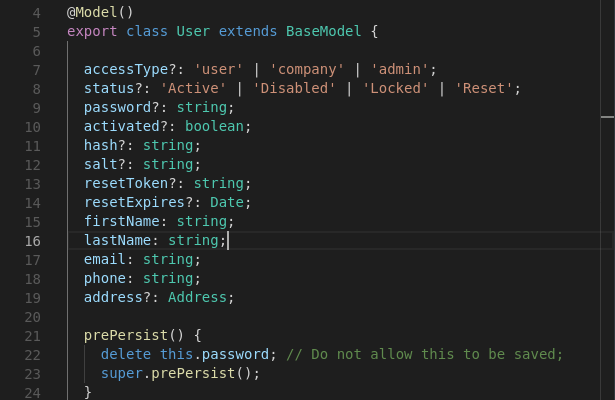 4 @Model()
5 export class User extends BaseModel {
6
7 accessType?: 'user' | 'company' | 'admin';
8 status?: 'Active' | 'Disabled' | 'Locked' | 'Reset';
9 password?: string;
10 activated?: boolean;
11 hash?: string;
12 salt?: string;
13 resetToken?: string;
14 resetExpires?: Date;
15 firstName: string;
16 lastName: string;
17 email: string;
18 phone: string;
19 address?: Address;
20
21 prePersist() {
22 delete this.password; // Do not allow this to be saved;
23 super.prePersist();
24 }